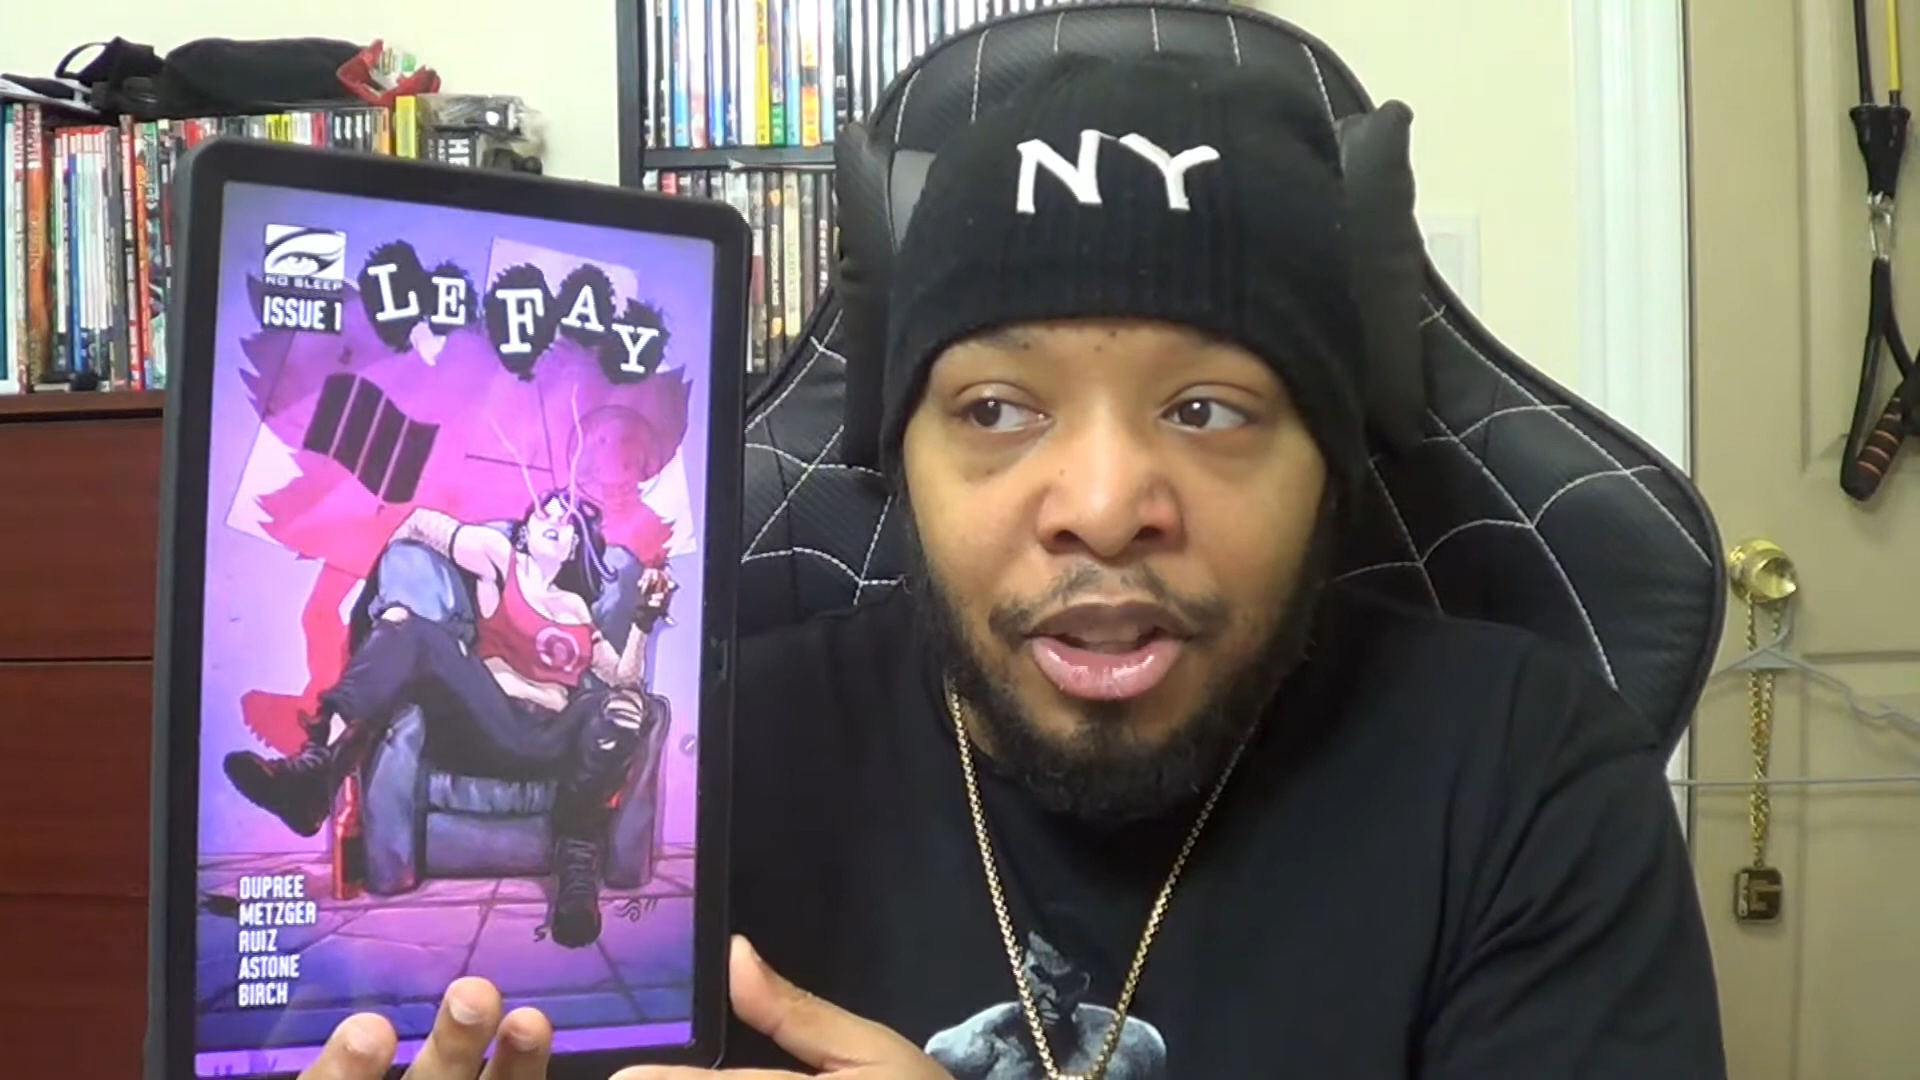 NY
NO SLEEP
ISSUE 1
LE FAY
DUPREE
METZGER
RUIZ
ASTONE
BIRCH